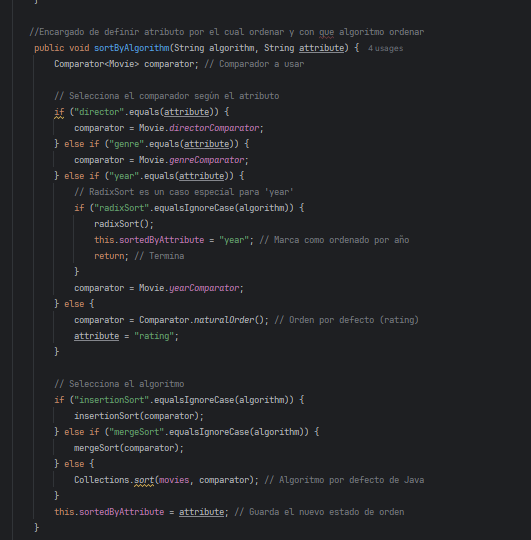 }
//Encargado de definir atributo por el cual ordenar y con que algoritmo ordenar
public void sortByAlgorithm(String algorithm, String attribute) { 4 usages
    Comparator<Movie> comparator; // Comparador a usar

    // Selecciona el comparador según el atributo
    if ("director".equals(attribute)) {
        comparator = Movie.directorComparator;
    } else if ("genre".equals(attribute)) {
        comparator = Movie.genreComparator;
    } else if ("year".equals(attribute)) {
        // RadixSort es un caso especial para 'year'
        if ("radixSort".equalsIgnoreCase(algorithm)) {
            radixSort();
            this.sortedByAttribute = "year"; // Marca como ordenado por año
            return; // Termina
        }
        comparator = Movie.yearComparator;
    } else {
        comparator = Comparator.naturalOrder(); // Orden por defecto (rating)
        attribute = "rating";
    }

    // Selecciona el algoritmo
    if ("insertionSort".equalsIgnoreCase(algorithm)) {
        insertionSort(comparator);
    } else if ("mergeSort".equalsIgnoreCase(algorithm)) {
        mergeSort(comparator);
    } else {
        Collections.sort(movies, comparator); // Algoritmo por defecto de Java
    }
    this.sortedByAttribute = attribute; // Guarda el nuevo estado de orden
}